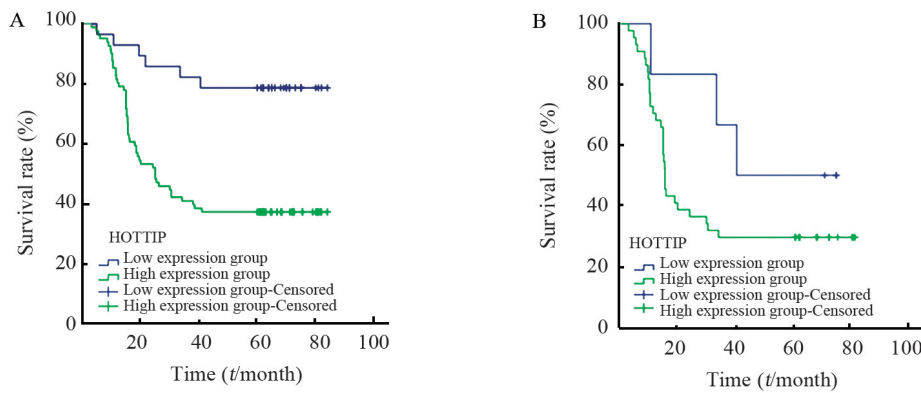 A
Survival rate (%)
100
80
60
40
20
0
HOTTIP
Low expression group
High expression group
Low expression group-Censored
High expression group-Censored
20 40 60 80 100
Time (t/month)
B
Survival rate (%)
100
80
60
40
20
0
HOTTIP
Low expression group
High expression group
Low expression group-Censored
High expression group-Censored
20 40 60 80 100
Time (t/month)